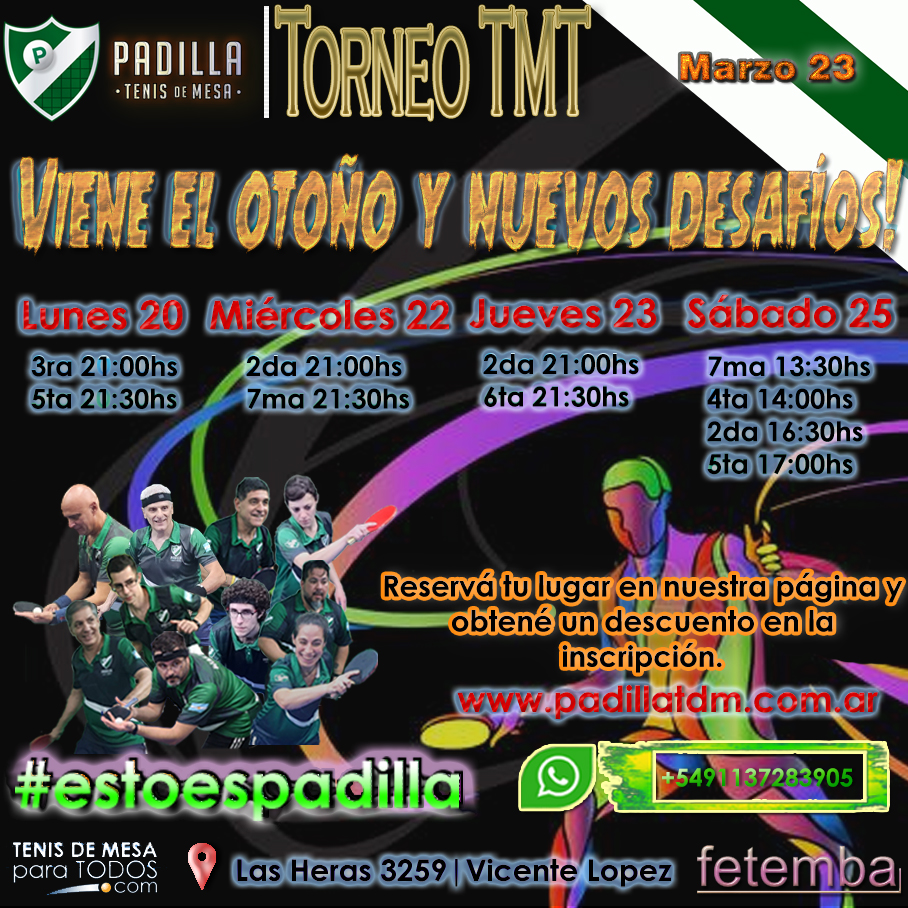 P
PADILLA
• TENIS DE MESA •
TORNEO TMT
Marzo 23
VIENE EL OTOÑO Y NUEVOS DESAFÍOS!
Lunes 20
3ra 21:00hs
5ta 21:30hs
Miércoles 22
2da 21:00hs
7ma 21:30hs
Jueves 23
2da 21:00hs
6ta 21:30hs
Sábado 25
7ma 13:30hs
4ta 14:00hs
2da 16:30hs
5ta 17:00hs
Reservá tu lugar en nuestra página y
obtené un descuento en la
inscripción.
www.padillatdm.com.ar
#estoespadilla
+5491137283905
TENIS DE MESA
para TODOS
.com
Las Heras 3259|Vicente Lopez
fetemba